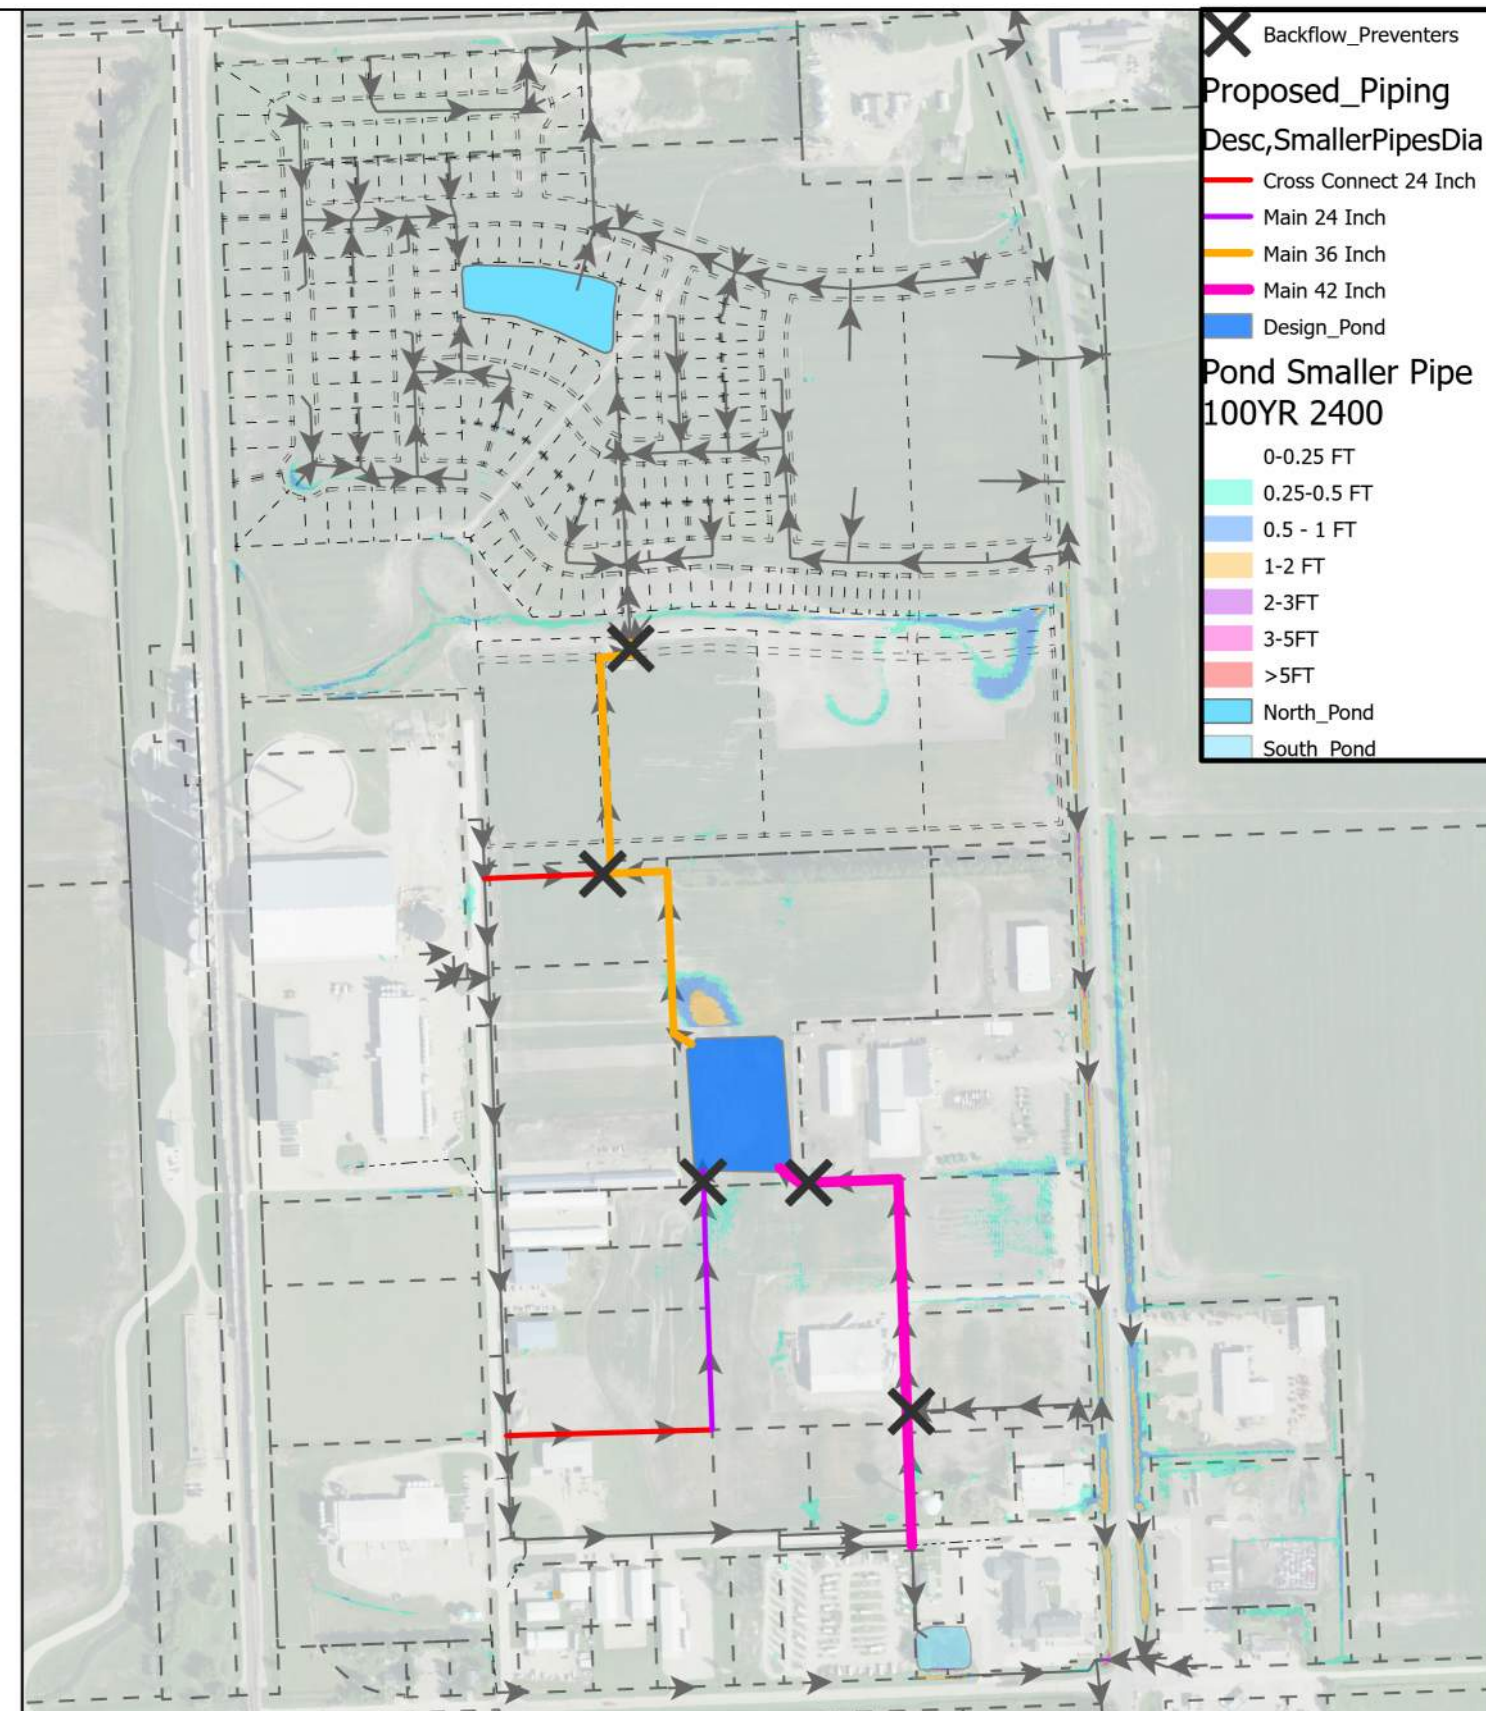 Backflow_Preventers
Proposed_Piping
Desc,SmallerPipesDia
Cross Connect 24 Inch
Main 24 Inch
Main 36 Inch
Main 42 Inch
Design_Pond
Pond Smaller Pipe
100YR 2400
0-0.25 FT
0.25-0.5 FT
0.5 - 1 FT
1-2 FT
2-3FT
3-5FT
>5FT
North_Pond
South_Pond